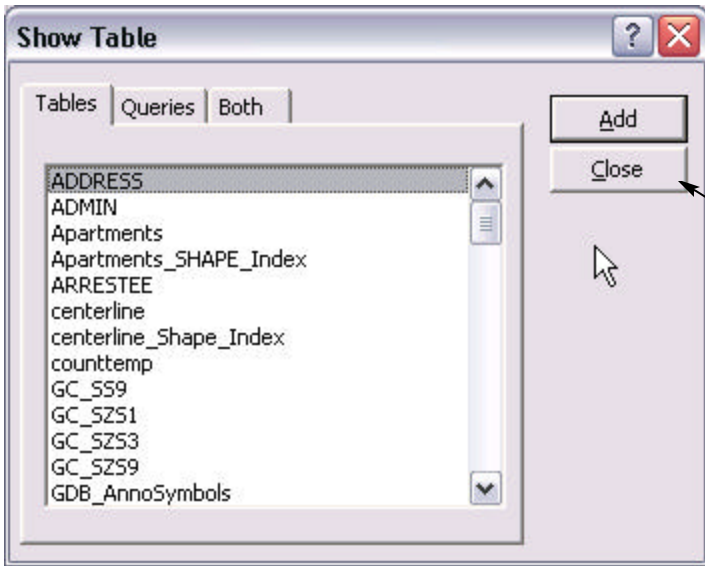 Show Table
Tables Queries Both
Add
Close
ADDRESS
ADMIN
Apartments
Apartments_SHAPE_Index
ARRESTEE
centerline
centerline_Shape_Index
counttemp
GC_SS9
GC_SZS1
GC_SZS3
GC_SZS9
GDB_AnnoSymbols